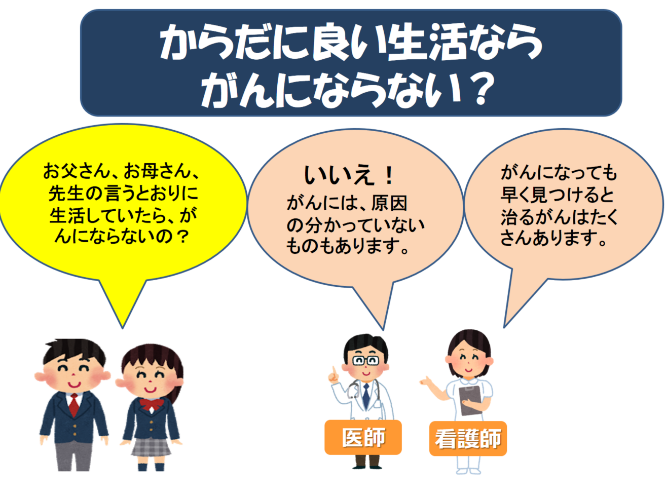 からだに良い生活なら
がんにならない？
お父さん、お母さん、
先生の言うとおりに
生活していたら、が
んにならないの？
いいえ！
がんには、原因
の分かっていない
ものもあります。
がんになっても
早く見つけると
治るがんはたく
さんあります。
医師
看護師